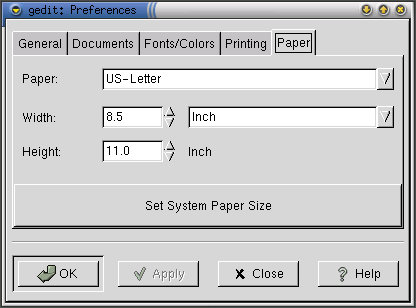 gedit: Preferences
General Documents Fonts/Colors Printing Paper
Paper: US-Letter
Width: 8.5 Inch
Height: 11.0 Inch
Set System Paper Size
OK Apply Close ? Help